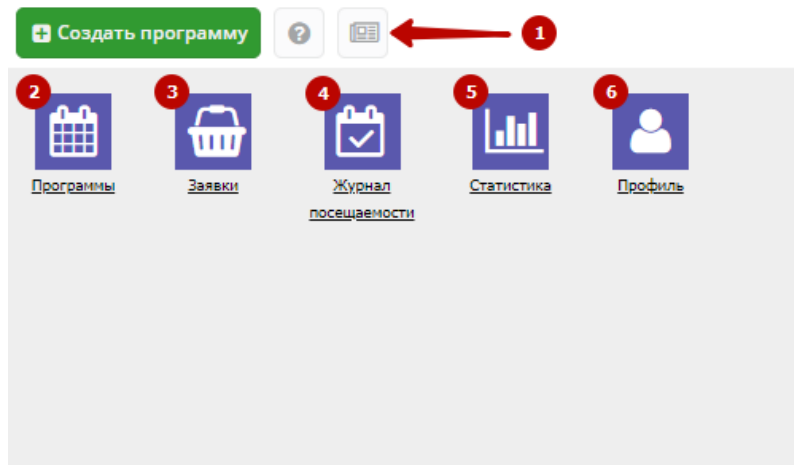 Создать программу
?
1
2
3
4
5
6
Программы
Заявки
Журнал
посещаемости
Статистика
Профиль